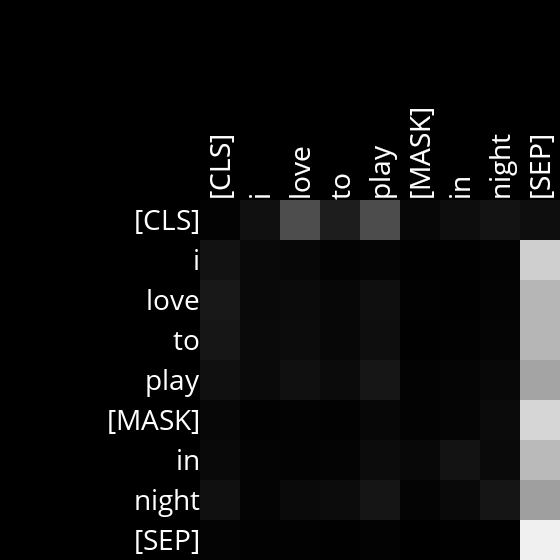 [CLS] i love to play [MASK] in night [SEP]
[CLS]
i
love
to
play
[MASK]
in
night
[SEP]